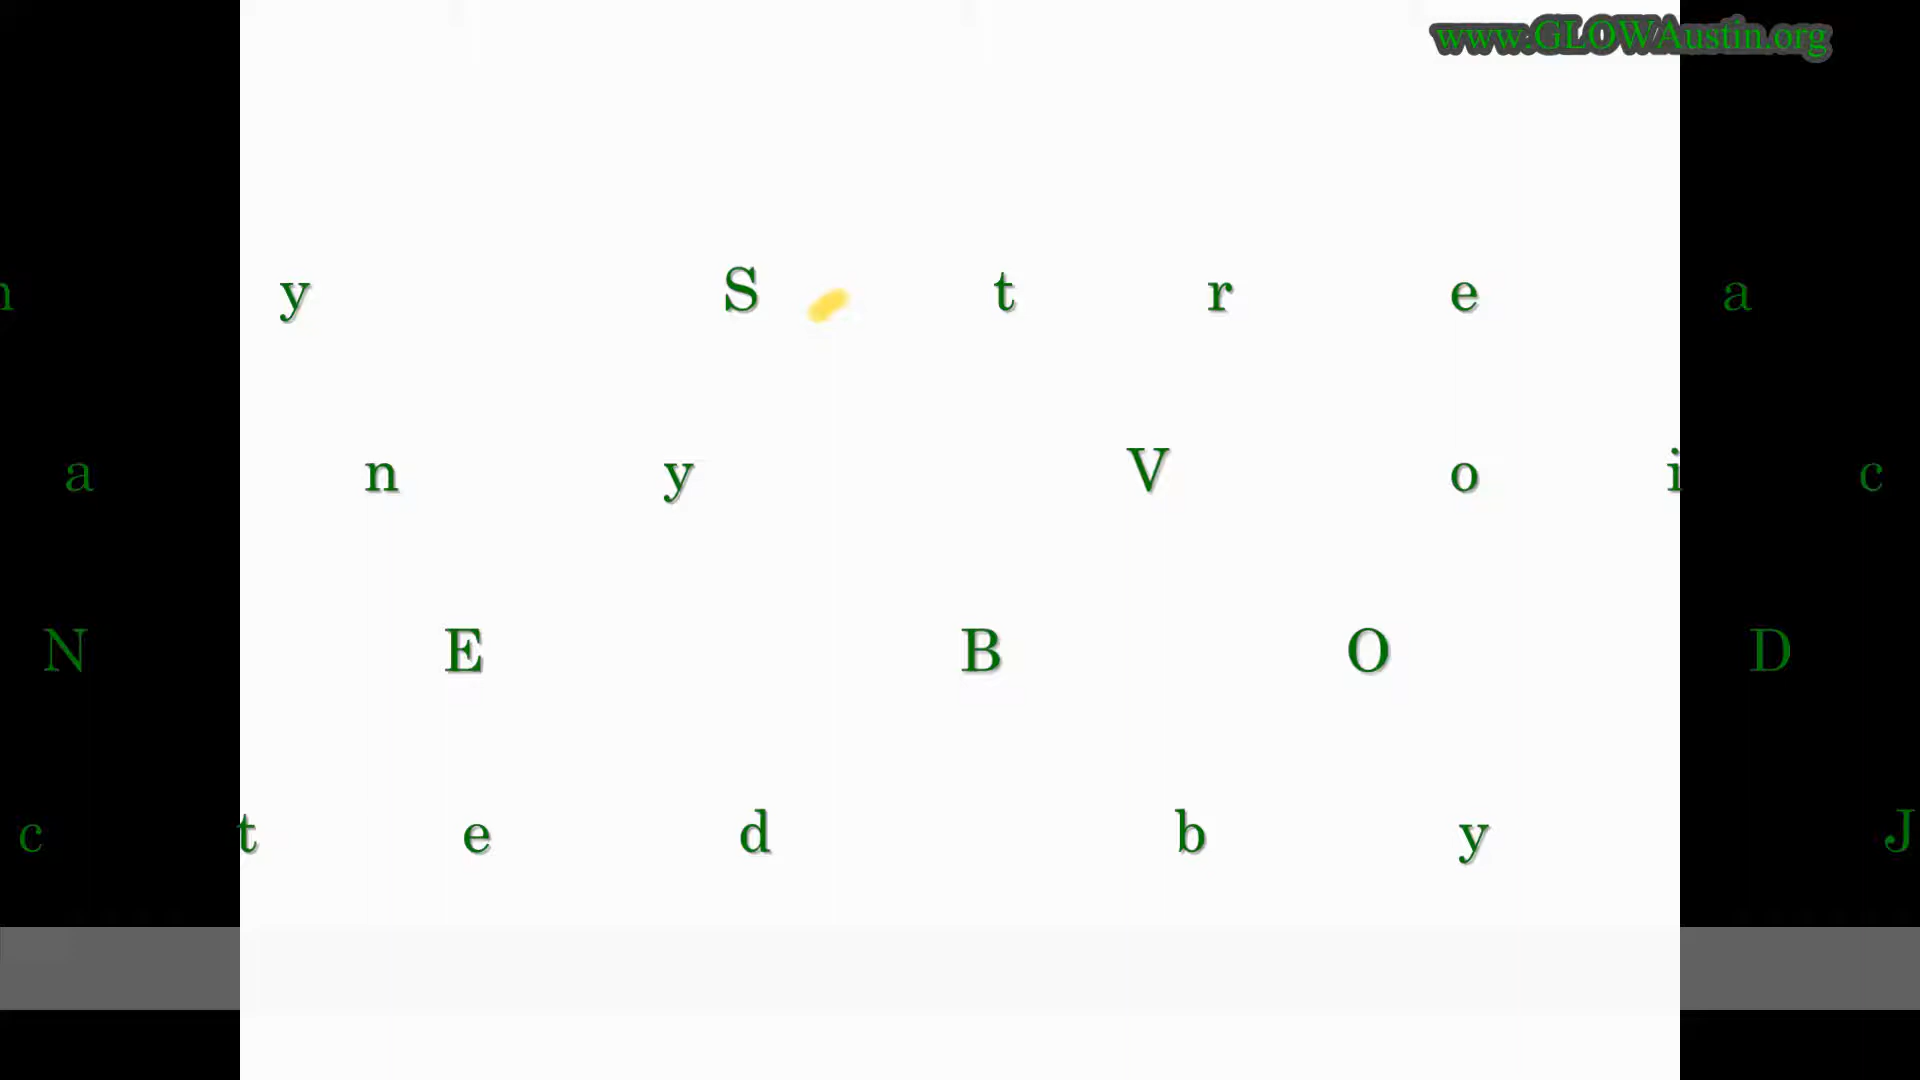 www.GLOWAustin.org
n y S t r e a
a n y V o i c
N E B O D
c t e d b y J